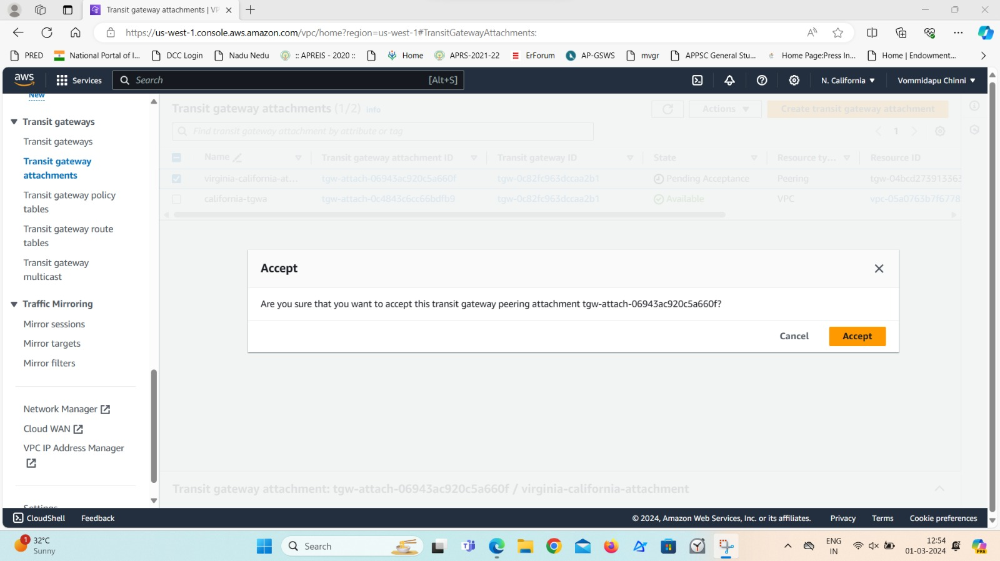 Transit gateway attachments | VP
https://us-west-1.console.aws.amazon.com/vpc/home?region=us-west-1#TransitGatewayAttachments:
PRED
National Portal of I...
DCC Login
Nadu Nedu
:: APREIS - 2020 ::
Home
APRS-2021-22
ErForum
AP-GSWS
mvgr
APPSC General Stu...
Home Page:Press In...
Home | Endowment...
aws
Services
Search
[Alt+S]
N. California
Vommidapu Chinni
New
Transit gateways
Transit gateways
Transit gateway
attachments
Transit gateway policy
tables
Transit gateway route
tables
Transit gateway
multicast
Traffic Mirroring
Mirror sessions
Mirror targets
Mirror filters
Network Manager
Cloud WAN
VPC IP Address Manager
Settings
Transit gateway attachments (1/2) info
Actions
Create transit gateway attachment
Find transit gateway attachment by attribute or tag
1
Name
Transit gateway attachment ID
Transit gateway ID
State
Resource ty...
Resource ID
virginia-california-at...
tgw-attach-06943ac920c5a660f
tgw-0c82fc963dccaa2b1
Pending Acceptance
Peering
tgw-04bcd273913363
california-tgwa
tgw-attach-0c4843c6cc66bdfb9
tgw-0c82fc963dccaa2b1
Available
VPC
vpc-05a0763b7f6778
Accept
Are you sure that you want to accept this transit gateway peering attachment tgw-attach-06943ac920c5a660f?
Cancel
Accept
Transit gateway attachment: tgw-attach-06943ac920c5a660f / virginia-california-attachment
CloudShell
Feedback
© 2024, Amazon Web Services, Inc. or its affiliates.
Privacy
Terms
Cookie preferences
1
32°C
Sunny
Search
ENG
IN
12:54
01-03-2024
PRE